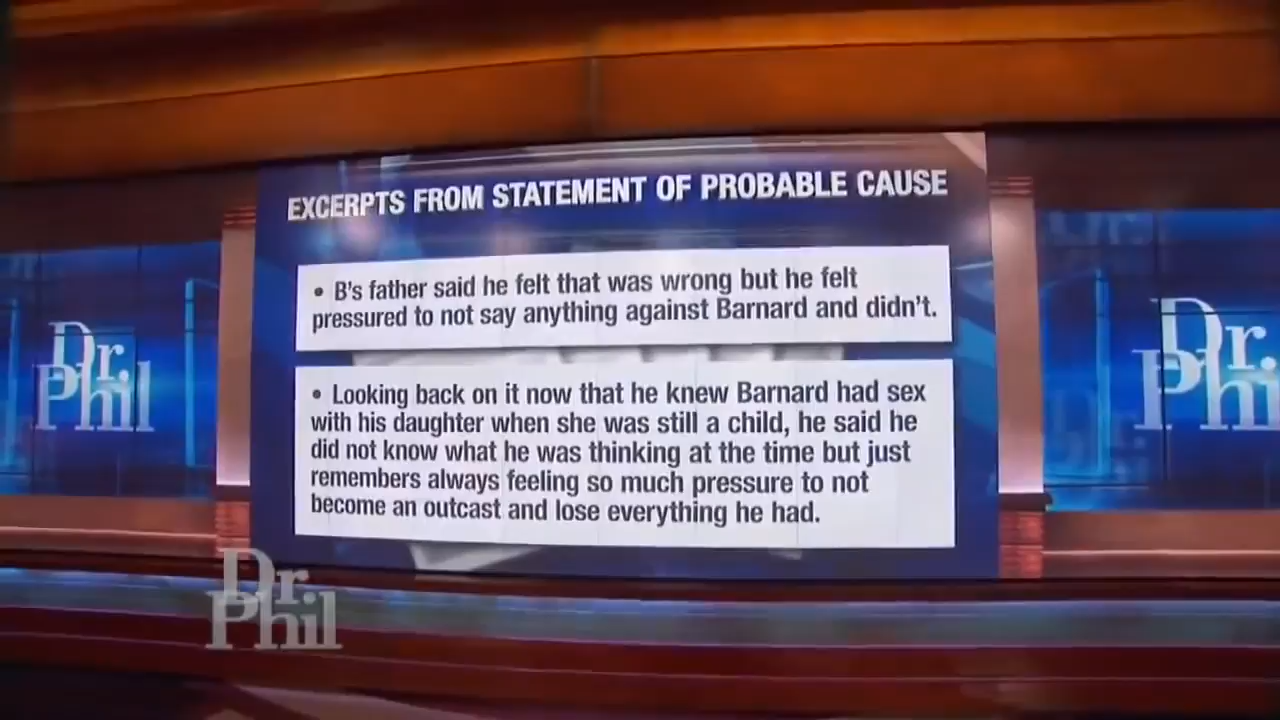 EXCERPTS FROM STATEMENT OF PROBABLE CAUSE
• B's father said he felt that was wrong but he felt
pressured to not say anything against Barnard and didn't.
• Looking back on it now that he knew Barnard had sex
with his daughter when she was still a child, he said he
did not know what he was thinking at the time but just
remembers always feeling so much pressure to not
become an outcast and lose everything he had.
Dr.
Phil
Dr.
Phil
Dr.
Phil